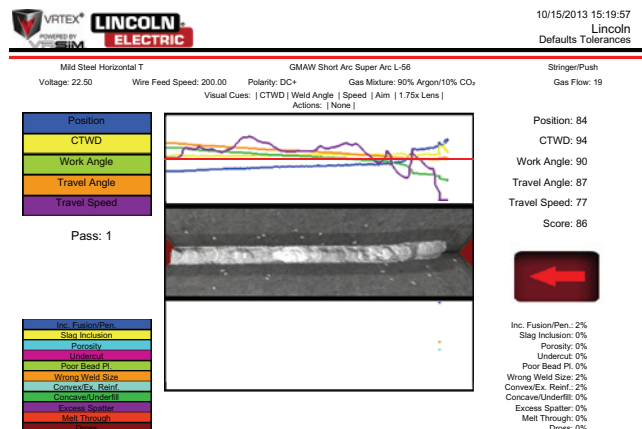 VRTEX®
POWERED BY
VRSIM
LINCOLN®
ELECTRIC
10/15/2013 15:19:57
Lincoln
Defaults Tolerances
Mild Steel Horizontal T
GMAW Short Arc Super Arc L-56
Stringer/Push
Voltage: 22.50
Wire Feed Speed: 200.00
Polarity: DC+
Gas Mixture: 90% Argon/10% CO₂
Gas Flow: 19
Visual Cues: | CTWD | Weld Angle | Speed | Aim | 1.75x Lens |
Actions: | None |
Position
CTWD
Work Angle
Travel Angle
Travel Speed
Pass: 1
Position: 84
CTWD: 94
Work Angle: 90
Travel Angle: 87
Travel Speed: 77
Score: 86
Inc. Fusion/Pen.
Slag Inclusion
Porosity
Undercut
Poor Bead Pl.
Wrong Weld Size
Convex/Ex. Reinf.
Concave/Underfill
Excess Spatter
Melt Through
Dross
Inc. Fusion/Pen.: 2%
Slag Inclusion: 0%
Porosity: 0%
Undercut: 0%
Poor Bead Pl.: 0%
Wrong Weld Size: 2%
Convex/Ex. Reinf.: 2%
Concave/Underfill: 0%
Excess Spatter: 0%
Melt Through: 0%
Dross: 0%